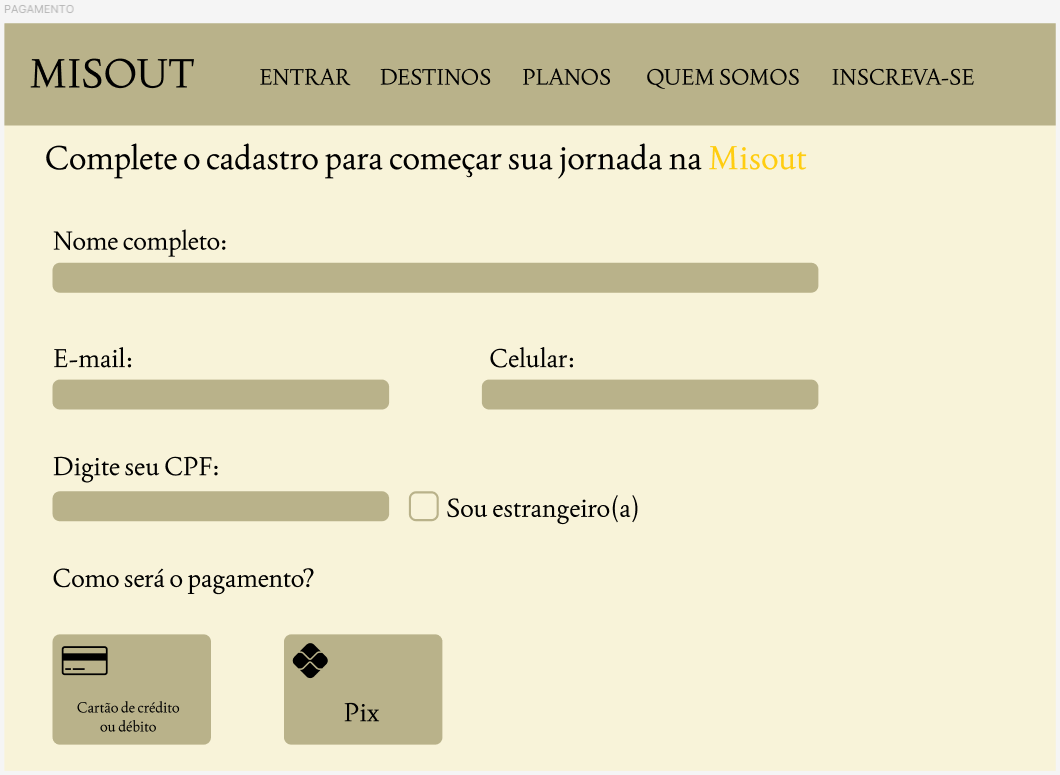 PAGAMENTO
MISOUT ENTRAR DESTINOS PLANOS QUEM SOMOS INSCREVA-SE
Complete o cadastro para começar sua jornada na Misout
Nome completo:
E-mail: Celular:
Digite seu CPF:
Sou estrangeiro(a)
Como será o pagamento?
Cartão de crédito
ou débito
Pix